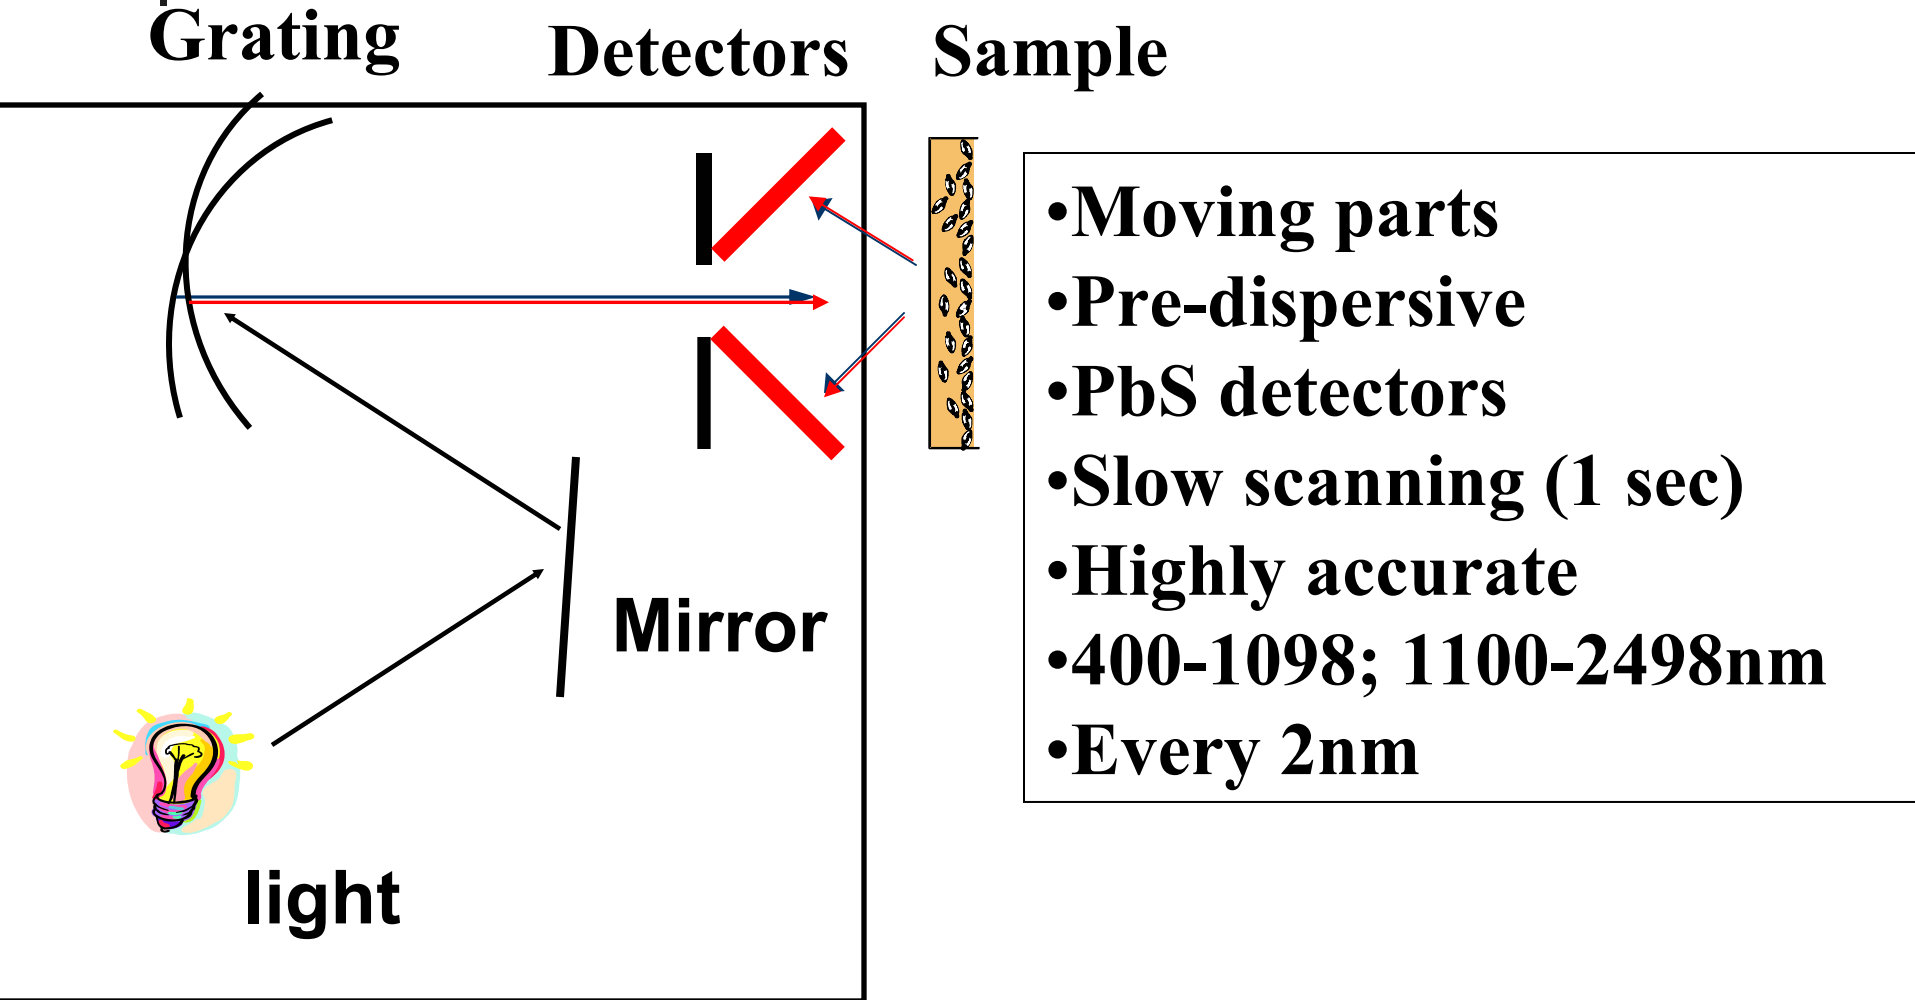 Grating
Detectors
Sample
•Moving parts
•Pre-dispersive
•PbS detectors
•Slow scanning (1 sec)
•Highly accurate
•400-1098; 1100-2498nm
•Every 2nm
Mirror
light